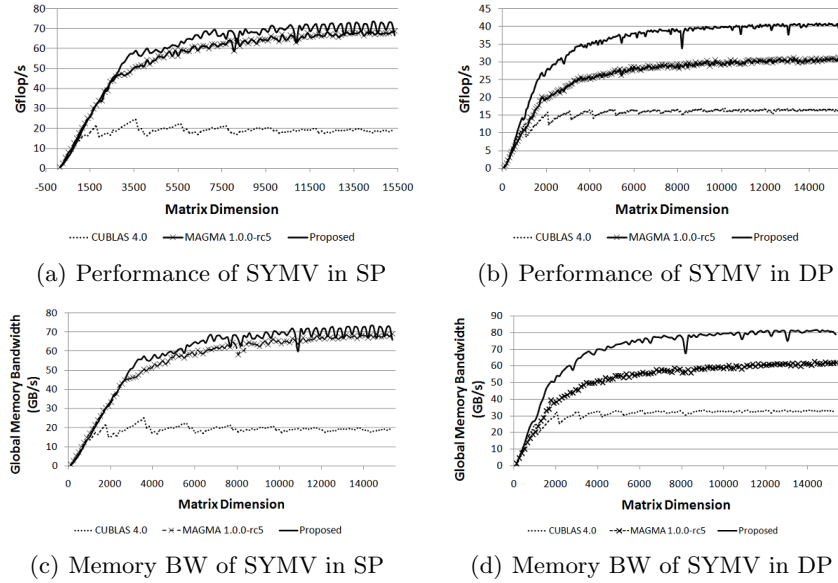 80
70
60
50
40
30
20
10
0
Gflop/s
-500 1500 3500 5500 7500 9500 11500 13500 15500
Matrix Dimension
CUBLAS 4.0 MAGMA 1.0.0-rc5 Proposed
(a) Performance of SYMV in SP
45
40
35
30
25
20
15
10
5
0
Gflop/s
0 2000 4000 6000 8000 10000 12000 14000
Matrix Dimension
CUBLAS 4.0 MAGMA 1.0.0-rc5 Proposed
(b) Performance of SYMV in DP
80
70
60
50
40
30
20
10
0
Global Memory Bandwidth
(GB/s)
0 2000 4000 6000 8000 10000 12000 14000
Matrix Dimension
CUBLAS 4.0 MAGMA 1.0.0-rc5 Proposed
(c) Memory BW of SYMV in SP
90
80
70
60
50
40
30
20
10
0
Global Memory Bandwidth
(GB/s)
0 2000 4000 6000 8000 10000 12000 14000
Matrix Dimension
CUBLAS 4.0 MAGMA 1.0.0-rc5 Proposed
(d) Memory BW of SYMV in DP